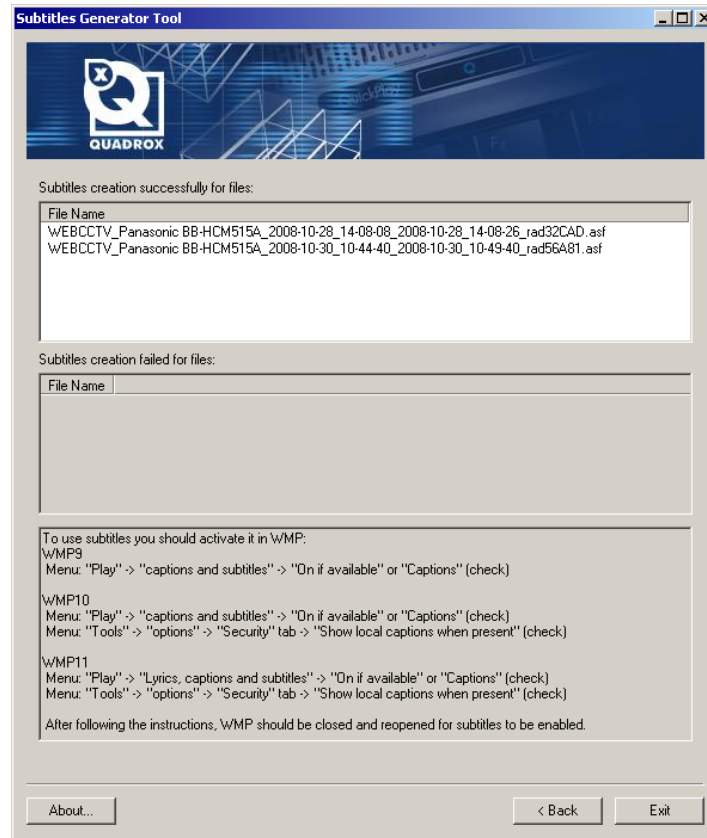 Subtitles Generator Tool
QuickPlay
QUADROX
Subtitles creation successfully for files:
File Name
WEBCCTV_Panasonic BB-HCM515A_2008-10-28_14-08-08_2008-10-28_14-08-26_rad32CAD.asf
WEBCCTV_Panasonic BB-HCM515A_2008-10-30_10-44-40_2008-10-30_10-49-40_rad56A81.asf
Subtitles creation failed for files:
File Name
To use subtitles you should activate it in WMP:
WMP9
Menu: "Play" -> "captions and subtitles" -> "On if available" or "Captions" (check)
WMP10
Menu: "Play" -> "captions and subtitles" -> "On if available" or "Captions" (check)
Menu: "Tools" -> "options" -> "Security" tab -> "Show local captions when present" (check)
WMP11
Menu: "Play" -> "Lyrics, captions and subtitles" -> "On if available" or "Captions" (check)
Menu: "Tools" -> "options" -> "Security" tab -> "Show local captions when present" (check)
After following the instructions, WMP should be closed and reopened for subtitles to be enabled.
About...
< Back
Exit